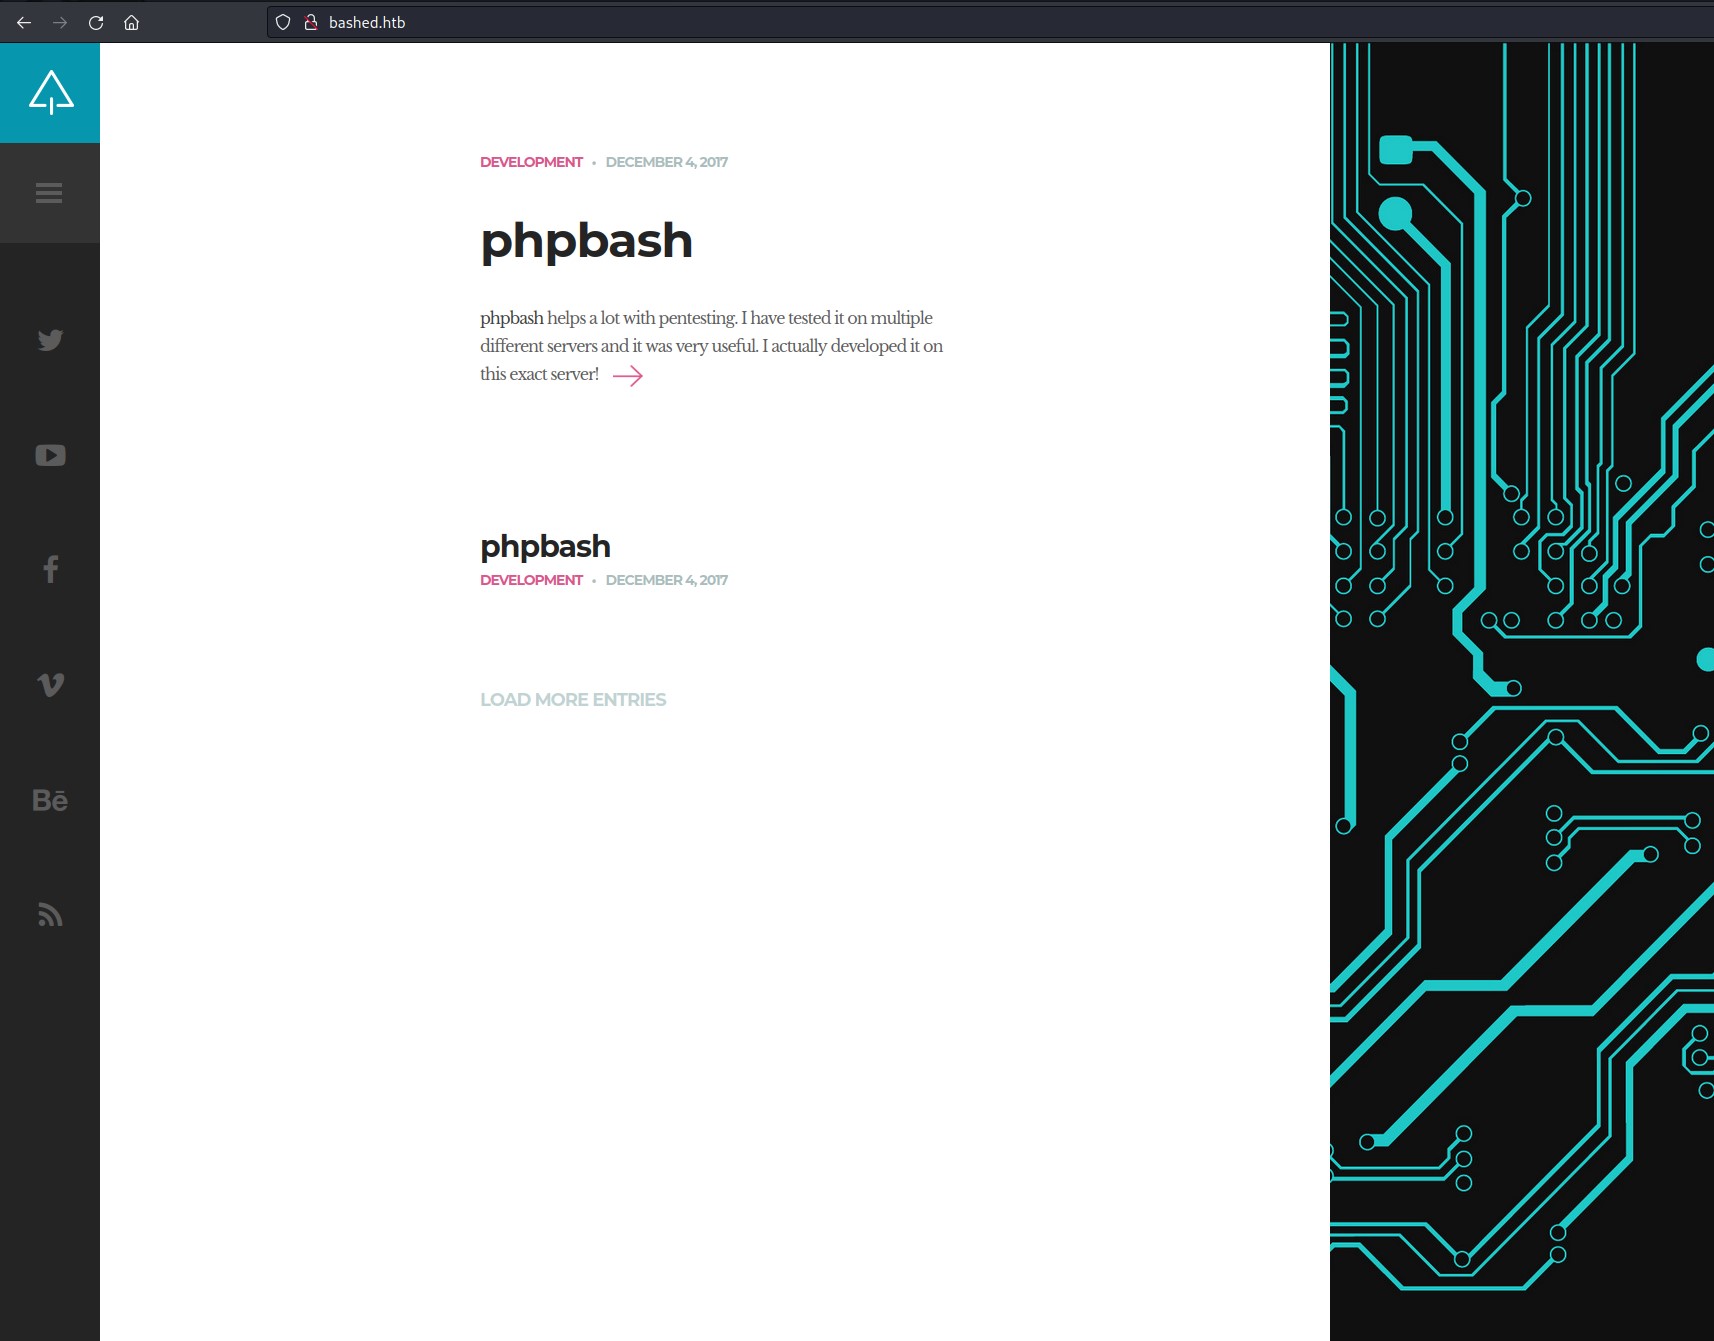 bashed.htb
DEVELOPMENT • DECEMBER 4, 2017
phpbash
phpbash helps a lot with pentesting. I have tested it on multiple
different servers and it was very useful. I actually developed it on
this exact server!
phpbash
DEVELOPMENT • DECEMBER 4, 2017
LOAD MORE ENTRIES
Bē